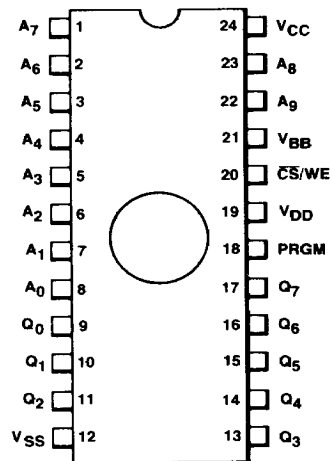 A7 1 24 VCC
A6 2 23 A8
A5 3 22 A9
A4 4 21 VBB
A3 5 20 C̅S̅/WE
A2 6 19 VDD
A1 7 18 PRGM
A0 8 17 Q7
Q0 9 16 Q6
Q1 10 15 Q5
Q2 11 14 Q4
VSS 12 13 Q3